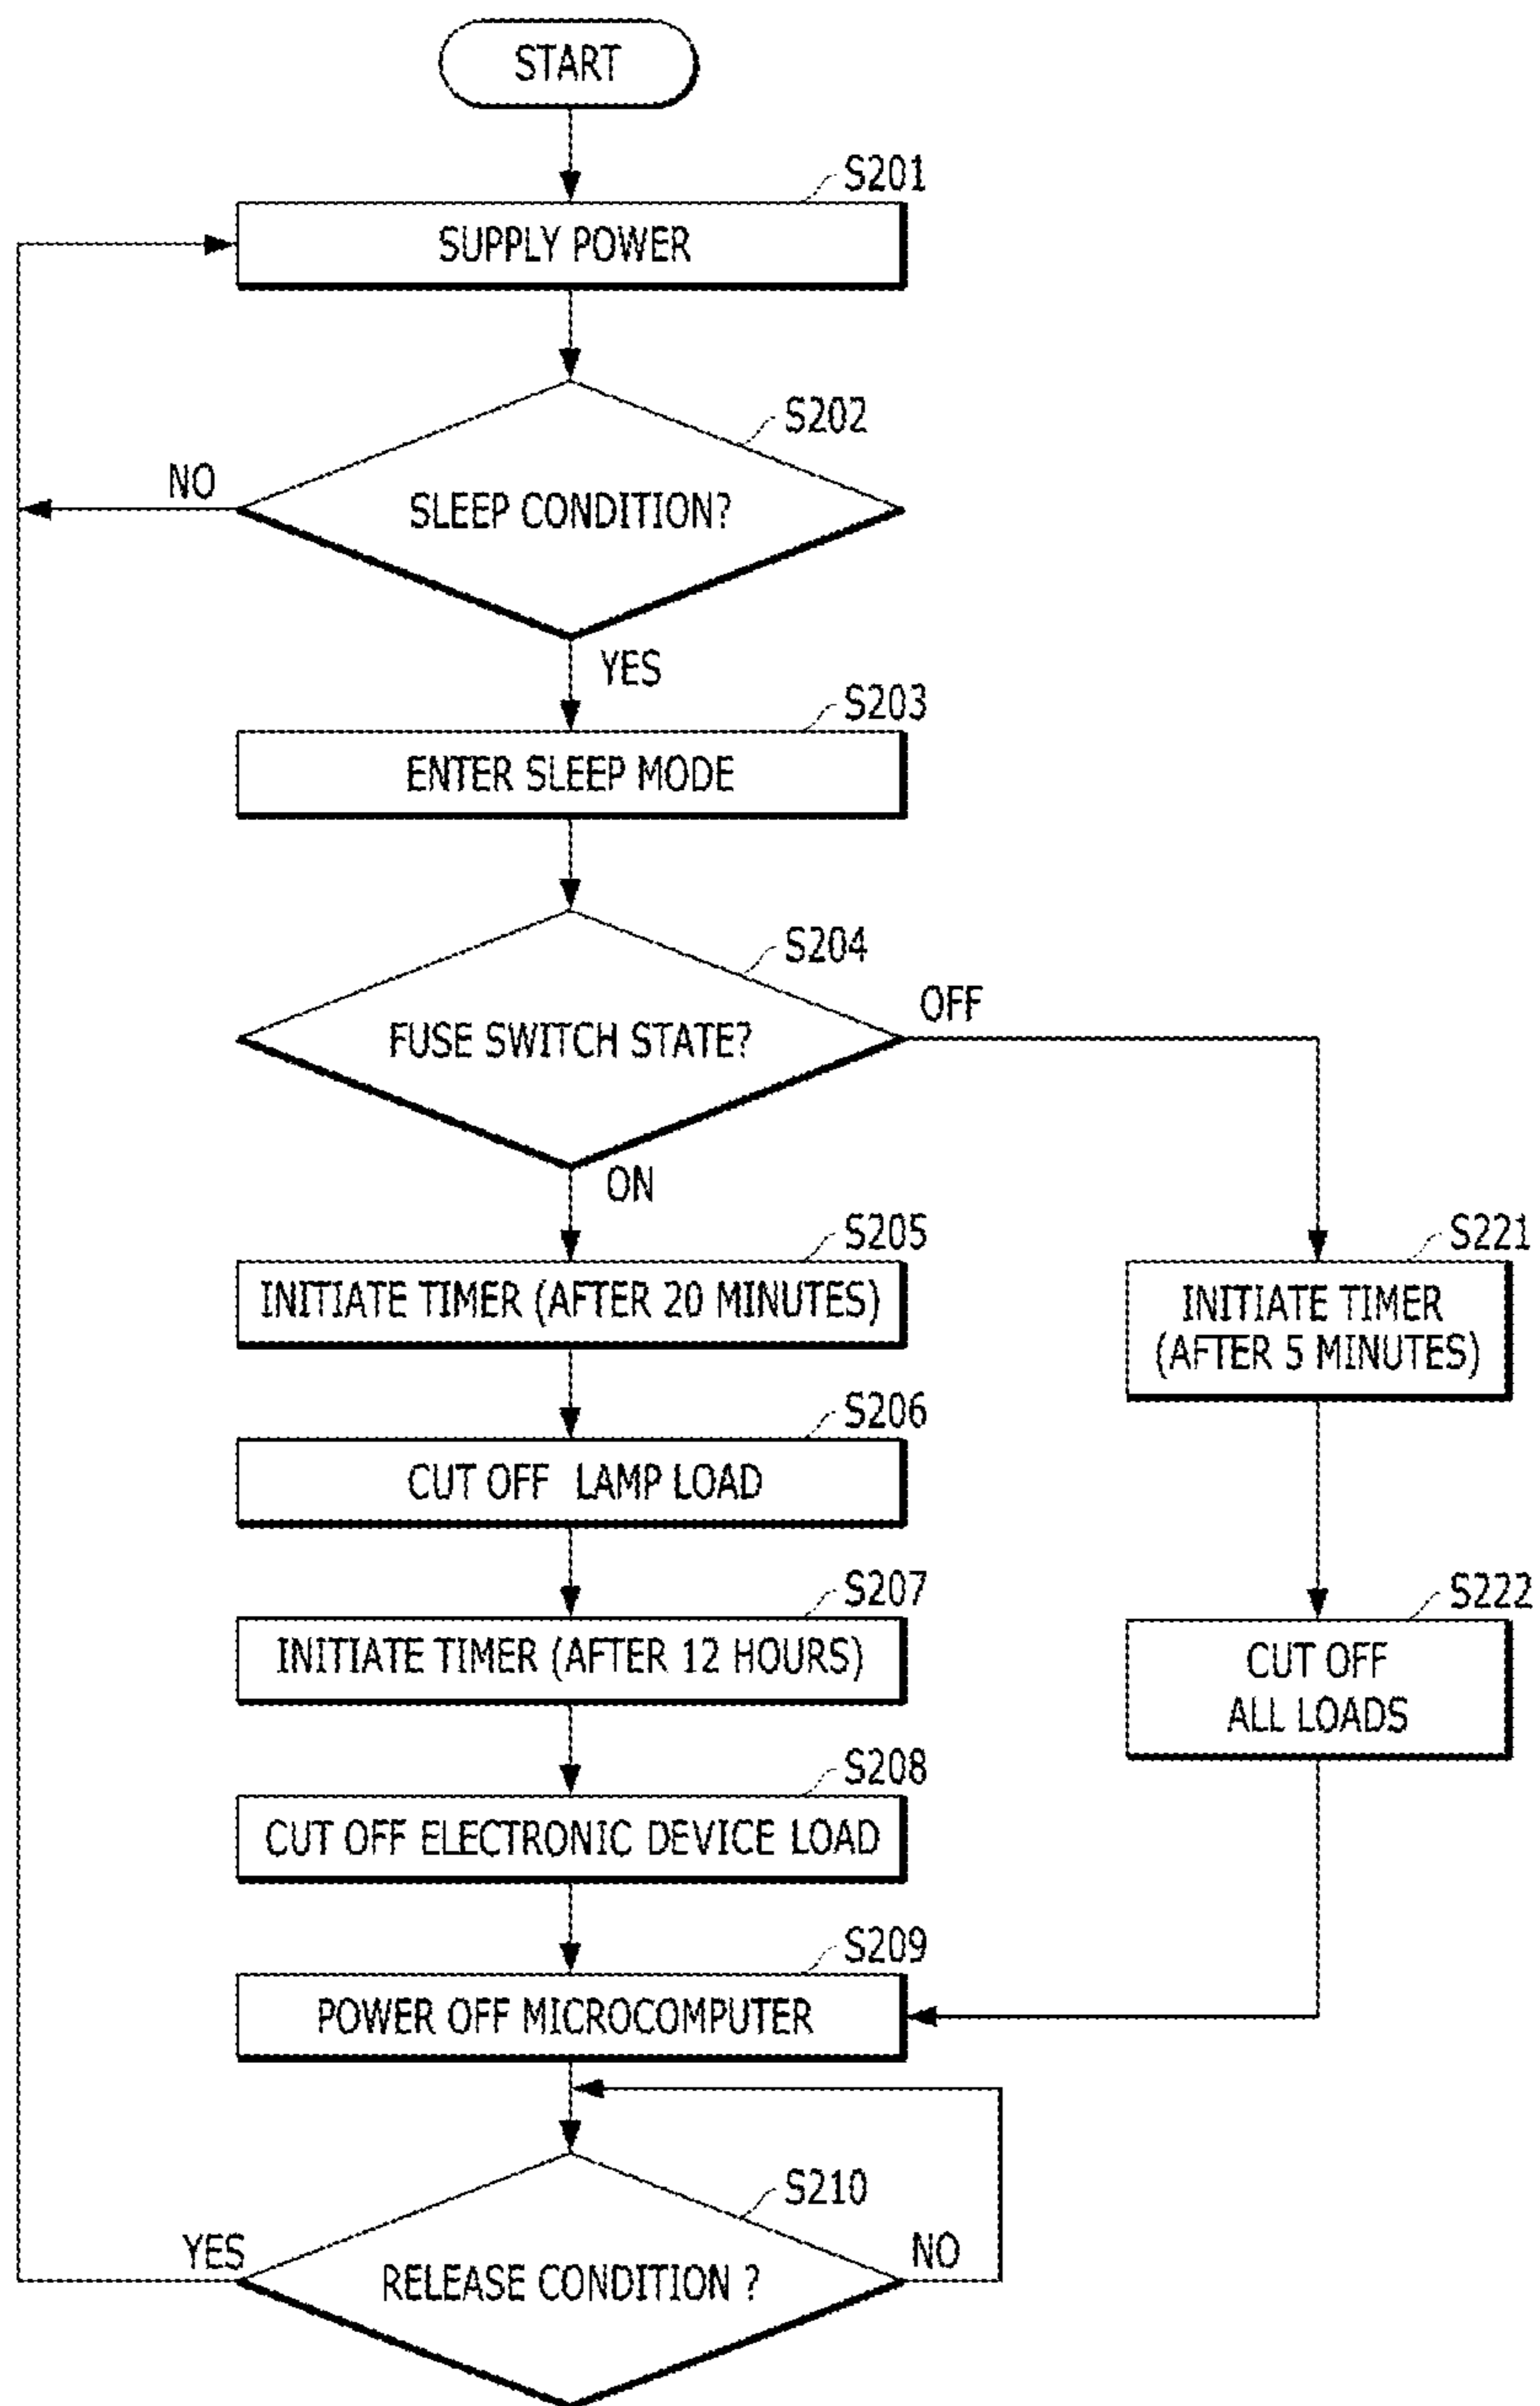 START
S201
SUPPLY POWER
S202
NO
SLEEP CONDITION?
YES
S203
ENTER SLEEP MODE
S204
OFF
FUSE SWITCH STATE?
ON
S205
INITIATE TIMER (AFTER 20 MINUTES)
S221
INITIATE TIMER
(AFTER 5 MINUTES)
S206
CUT OFF LAMP LOAD
S207
INITIATE TIMER (AFTER 12 HOURS)
S222
CUT OFF
ALL LOADS
S208
CUT OFF ELECTRONIC DEVICE LOAD
S209
POWER OFF MICROCOMPUTER
S210
YES
NO
RELEASE CONDITION ?